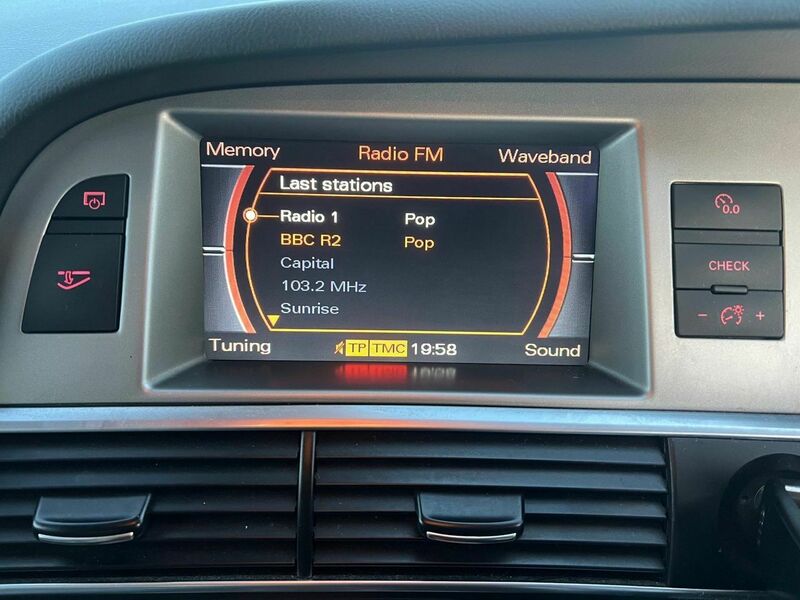 Memory Radio FM Waveband
Last stations
Radio 1 Pop
BBC R2 Pop
Capital
103.2 MHz
Sunrise
Tuning TP TMC 19:58 Sound
0.0
CHECK
- +